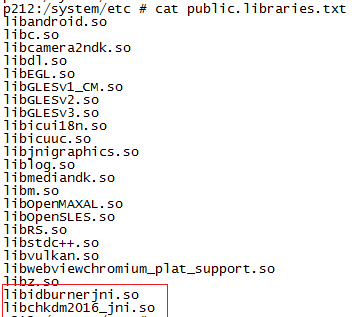 p212:/system/etc # cat public.libraries.txt
libandroid.so
libc.so
libcamera2ndk.so
libdl.so
libEGL.so
libGLESv1_CM.so
libGLESv2.so
libGLESv3.so
libicui18n.so
libicuuc.so
libjnigraphics.so
liblog.so
libmediandk.so
libm.so
libOpenMAXAL.so
libOpenSLES.so
libRS.so
libstdc++.so
libvulkan.so
libwebviewchromium_plat_support.so
libz.so
libidburnerjni.so
libchkdm2016_jni.so